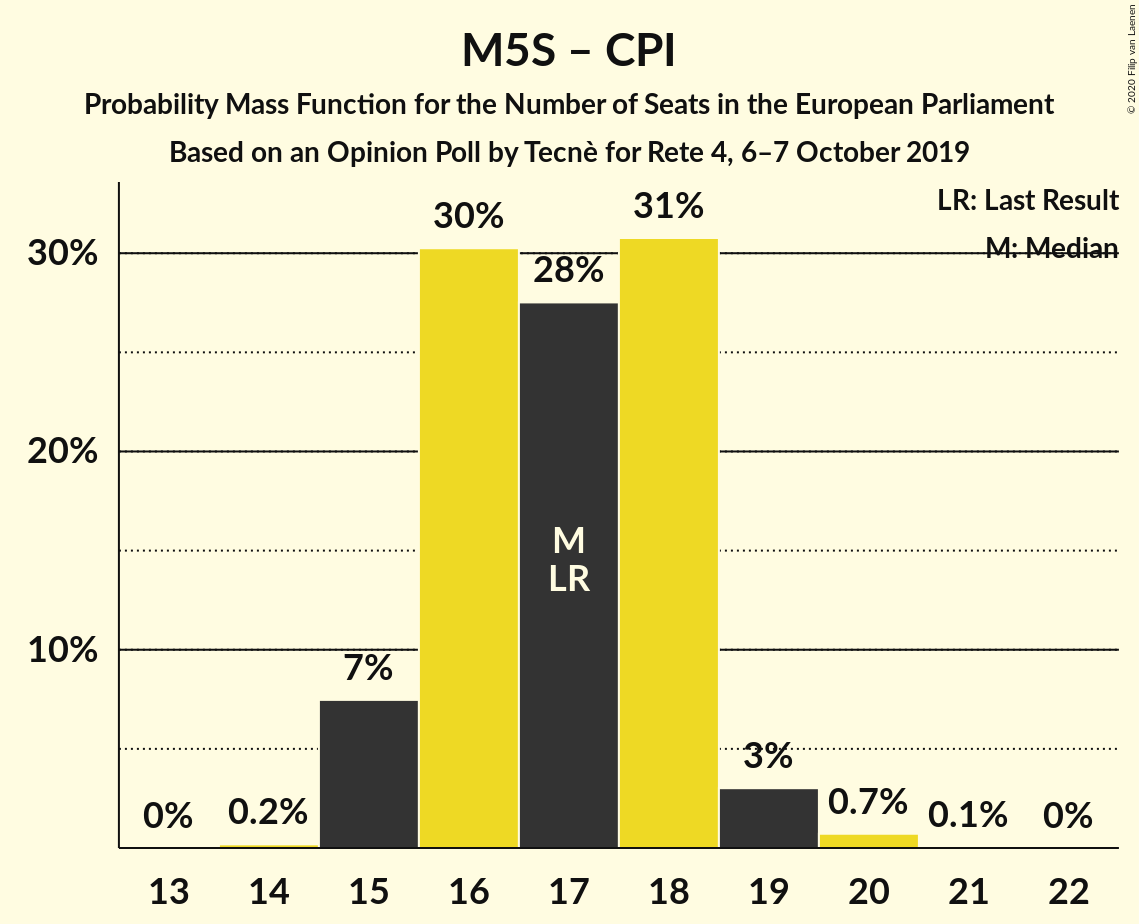 M5S – CPI
Probability Mass Function for the Number of Seats in the European Parliament
Based on an Opinion Poll by Tecnè for Rete 4, 6–7 October 2019
© 2020 Filip van Laenen
LR: Last Result
M: Median
30%
20%
10%
0%
0.2%
7%
30%
28%
31%
3%
0.7%
0.1%
0%
M
LR
13
14
15
16
17
18
19
20
21
22